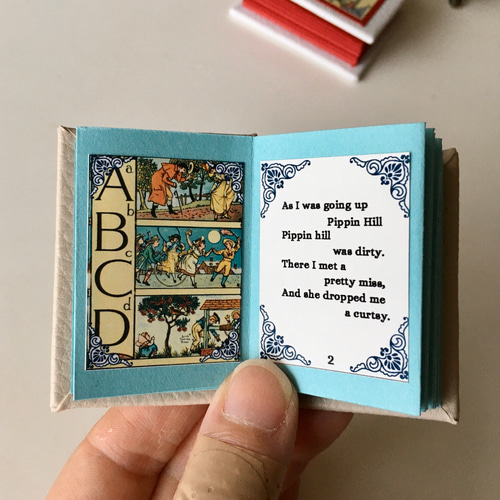 A a
b
B
c
C
d
D
As I was going up
Pippin Hill
Pippin hill
was dirty.
There I met a
pretty miss,
And she dropped me
a curtsy.
2